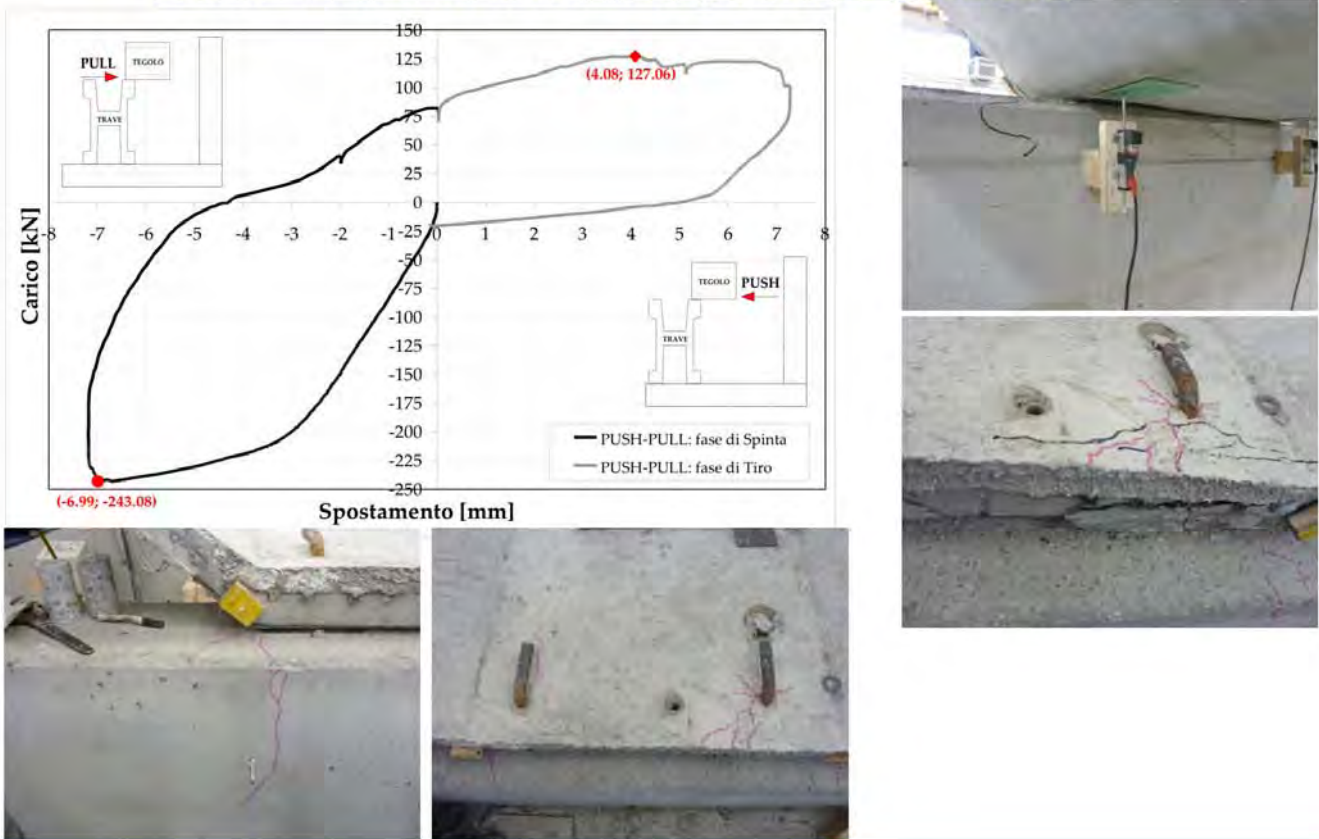 Carico [kN]
150
125
100
75
50
25
0
-25
-50
-75
-100
-125
-150
-175
-200
-225
-250
-8 -7 -6 -5 -4 -3 -2 -1 0 1 2 3 4 5 6 7 8
Spostamento [mm]
PULL
TEGOLO
TRAVE
(4.08; 127.06)
TEGOLO
PUSH
TRAVE
PUSH-PULL: fase di Spinta
PUSH-PULL: fase di Tiro
(-6.99; -243.08)